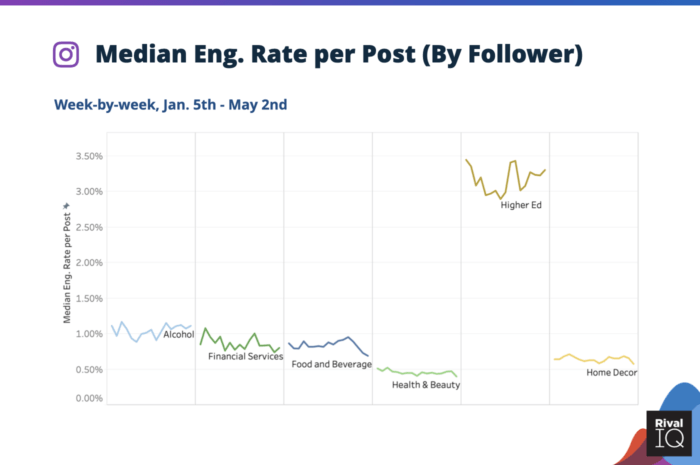 Median Eng. Rate per Post (By Follower)
Week-by-week, Jan. 5th - May 2nd
Median Eng. Rate per Post
3.50%
3.00%
2.50%
2.00%
1.50%
1.00%
0.50%
0.00%
Alcohol
Financial Services
Food and Beverage
Health & Beauty
Higher Ed
Home Decor
Rival
IQ